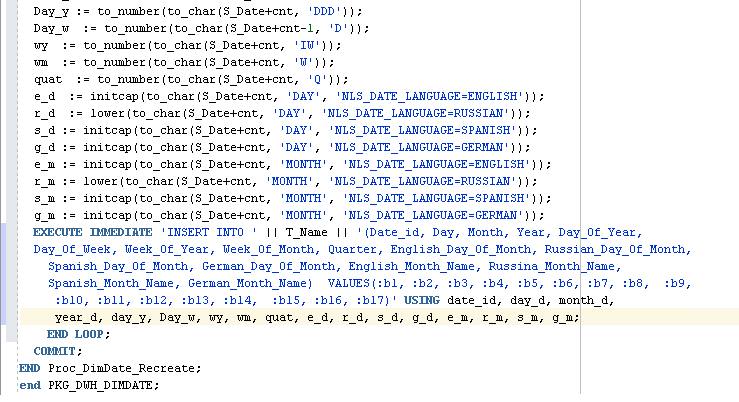 Day_y := to_number(to_char(S_Date+cnt, 'DDD'));
Day_w := to_number(to_char(S_Date+cnt-1, 'D'));
wy := to_number(to_char(S_Date+cnt, 'IW'));
wm := to_number(to_char(S_Date+cnt, 'W'));
quat := to_number(to_char(S_Date+cnt, 'Q'));
e_d := initcap(to_char(S_Date+cnt, 'DAY', 'NLS_DATE_LANGUAGE=ENGLISH'));
r_d := lower(to_char(S_Date+cnt, 'DAY', 'NLS_DATE_LANGUAGE=RUSSIAN'));
s_d := initcap(to_char(S_Date+cnt, 'DAY', 'NLS_DATE_LANGUAGE=SPANISH'));
g_d := initcap(to_char(S_Date+cnt, 'DAY', 'NLS_DATE_LANGUAGE=GERMAN'));
e_m := initcap(to_char(S_Date+cnt, 'MONTH', 'NLS_DATE_LANGUAGE=ENGLISH'));
r_m := lower(to_char(S_Date+cnt, 'MONTH', 'NLS_DATE_LANGUAGE=RUSSIAN'));
s_m := initcap(to_char(S_Date+cnt, 'MONTH', 'NLS_DATE_LANGUAGE=SPANISH'));
g_m := initcap(to_char(S_Date+cnt, 'MONTH', 'NLS_DATE_LANGUAGE=GERMAN'));
EXECUTE IMMEDIATE 'INSERT INTO ' || T_Name || '(Date_id, Day, Month, Year, Day_Of_Year,
Day_Of_Week, Week_Of_Year, Week_Of_Month, Quarter, English_Day_Of_Month, Russian_Day_Of_Month,
Spanish_Day_Of_Month, German_Day_Of_Month, English_Month_Name, Russina_Month_Name,
Spanish_Month_Name, German_Month_Name) VALUES(:b1, :b2, :b3, :b4, :b5, :b6, :b7, :b8, :b9,
:b10, :b11, :b12, :b13, :b14, :b15, :b16, :b17)' USING date_id, day_d, month_d,
year_d, day_y, Day_w, wy, wm, quat, e_d, r_d, s_d, g_d, e_m, r_m, s_m, g_m;
END LOOP;
COMMIT;
END Proc_DimDate_Recreate;
end PKG_DWH_DIMDATE;